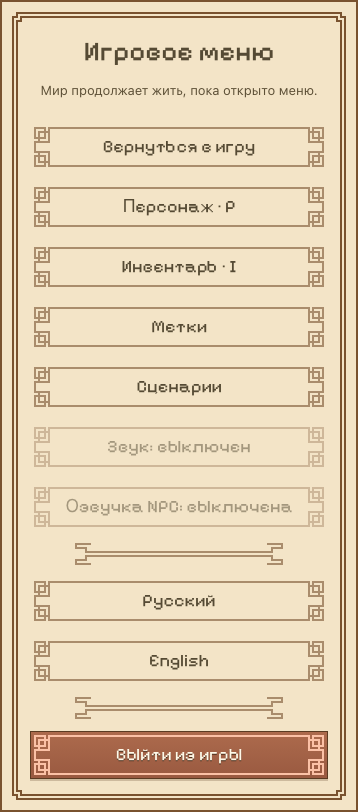 Игровое меню
Мир продолжает жить, пока открыто меню.
Вернуться в игру
Персонаж · P
Инвентарь · I
Метки
Сценарии
Звук: выключен
Озвучка NPC: выключена
Русский
English
Выйти из игры